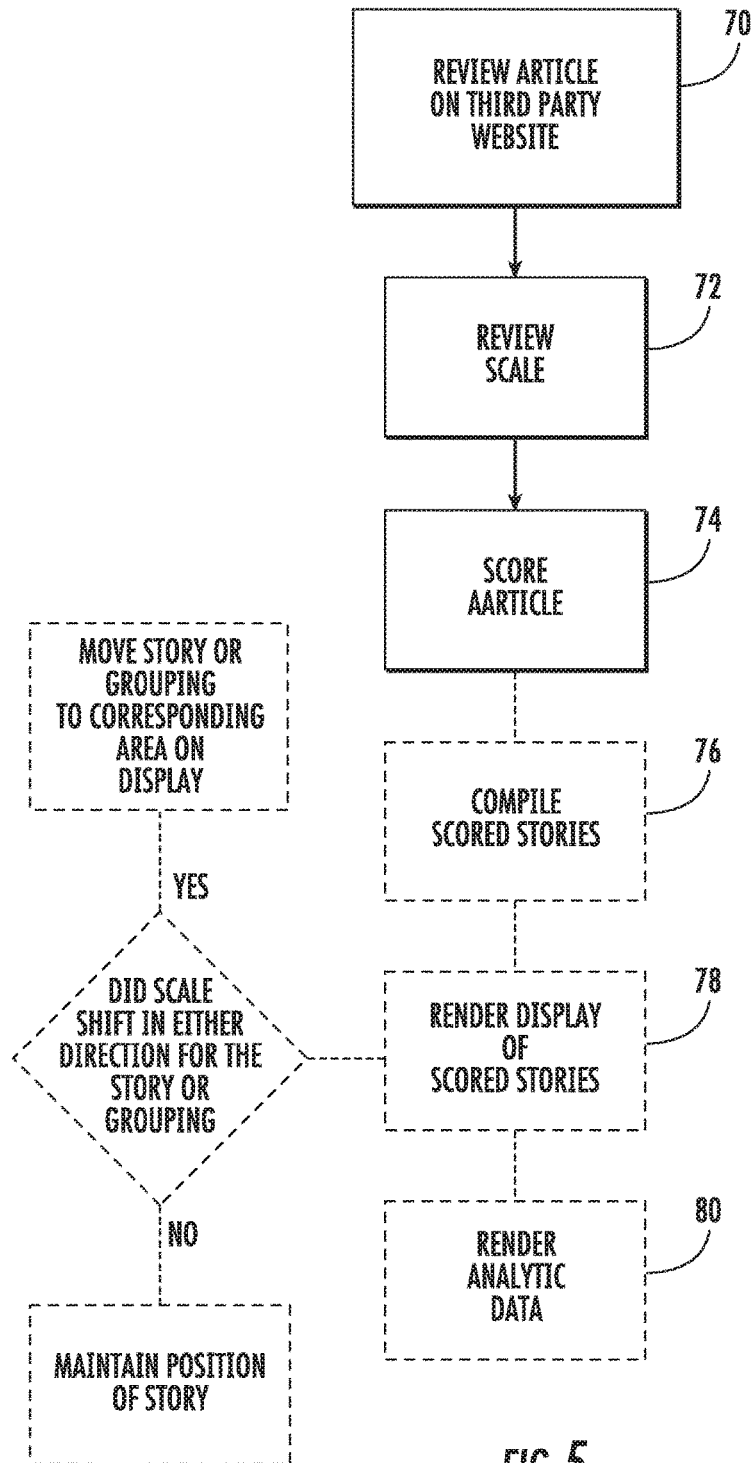 70
REVIEW ARTICLE
ON THIRD PARTY
WEBSITE
72
REVIEW
SCALE
74
SCORE
AARTICLE
MOVE STORY OR
GROUPING
TO CORRESPONDING
AREA ON
DISPLAY
76
COMPILE
SCORED STORIES
YES
DID SCALE
SHIFT IN EITHER
DIRECTION FOR THE
STORY OR
GROUPING
78
RENDER DISPLAY
OF
SCORED STORIES
NO
80
RENDER
ANALYTIC
DATA
MAINTAIN POSITION
OF STORY
FIG. 5